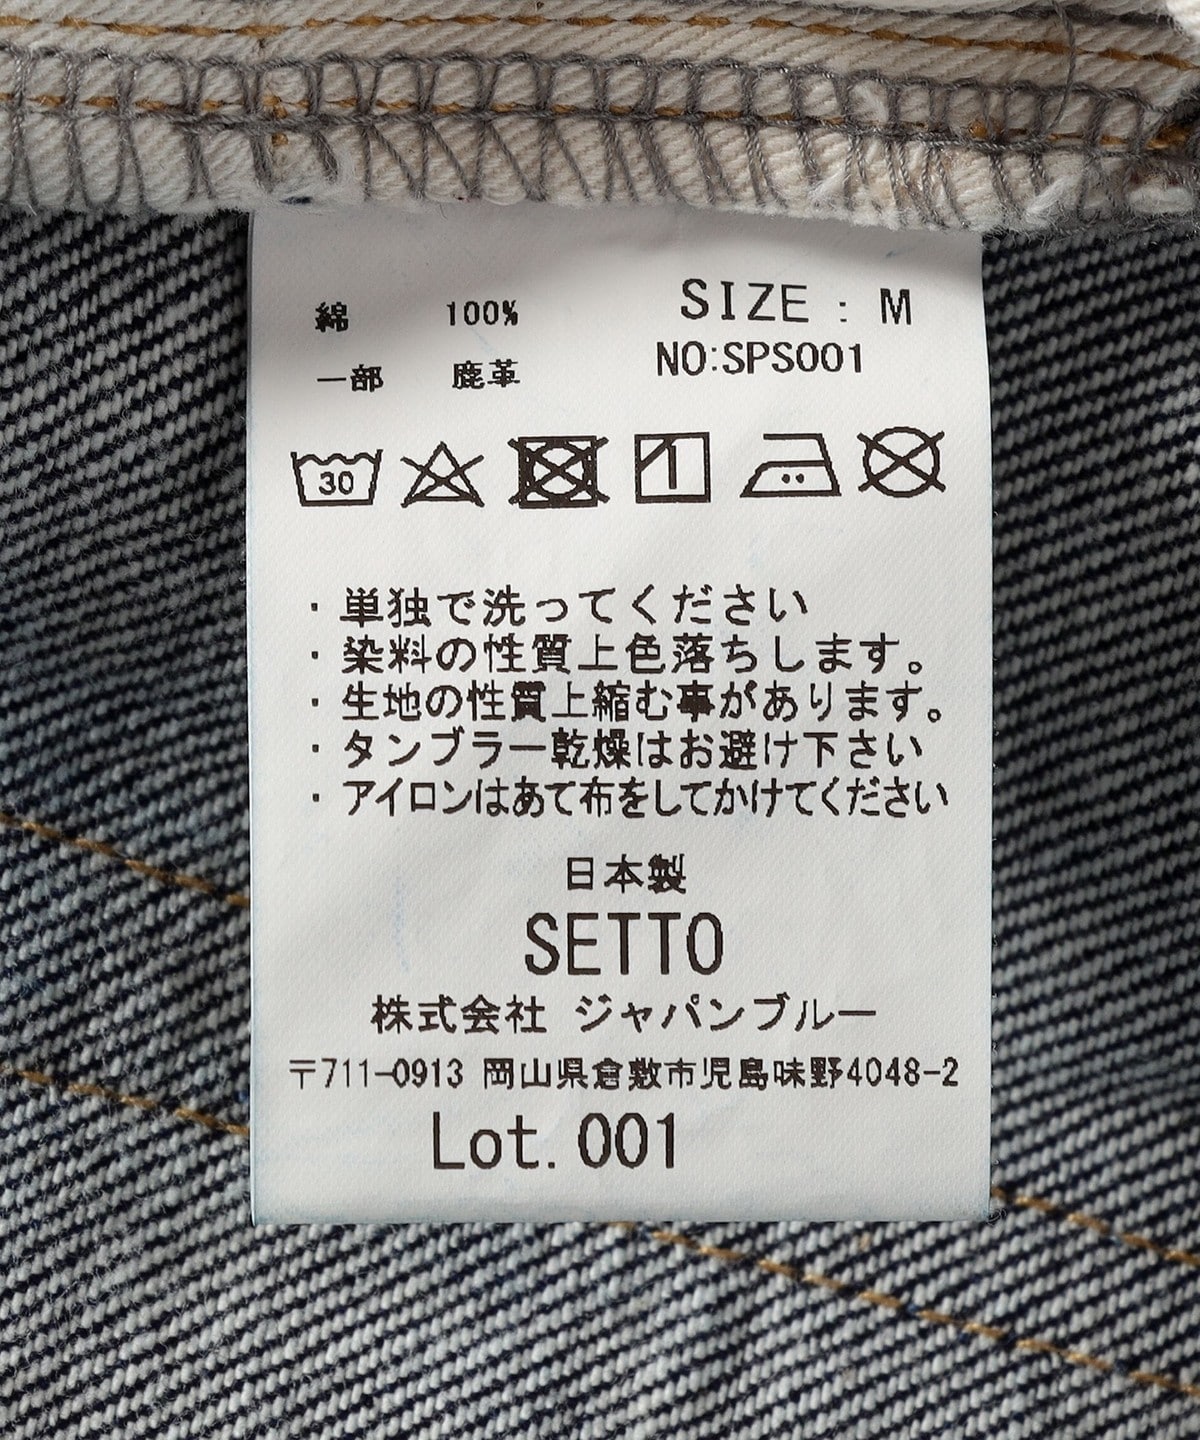 綿 100% SIZE : M
一部 鹿革 NO:SPS001
30 1
・単独で洗ってください
・染料の性質上色落ちします。
・生地の性質上縮む事があります。
・タンブラー乾燥はお避け下さい
・アイロンはあて布をしてかけてください
日本製
SETTO
株式会社 ジャパンブルー
〒711-0913 岡山県倉敷市児島味野4048-2
Lot.001